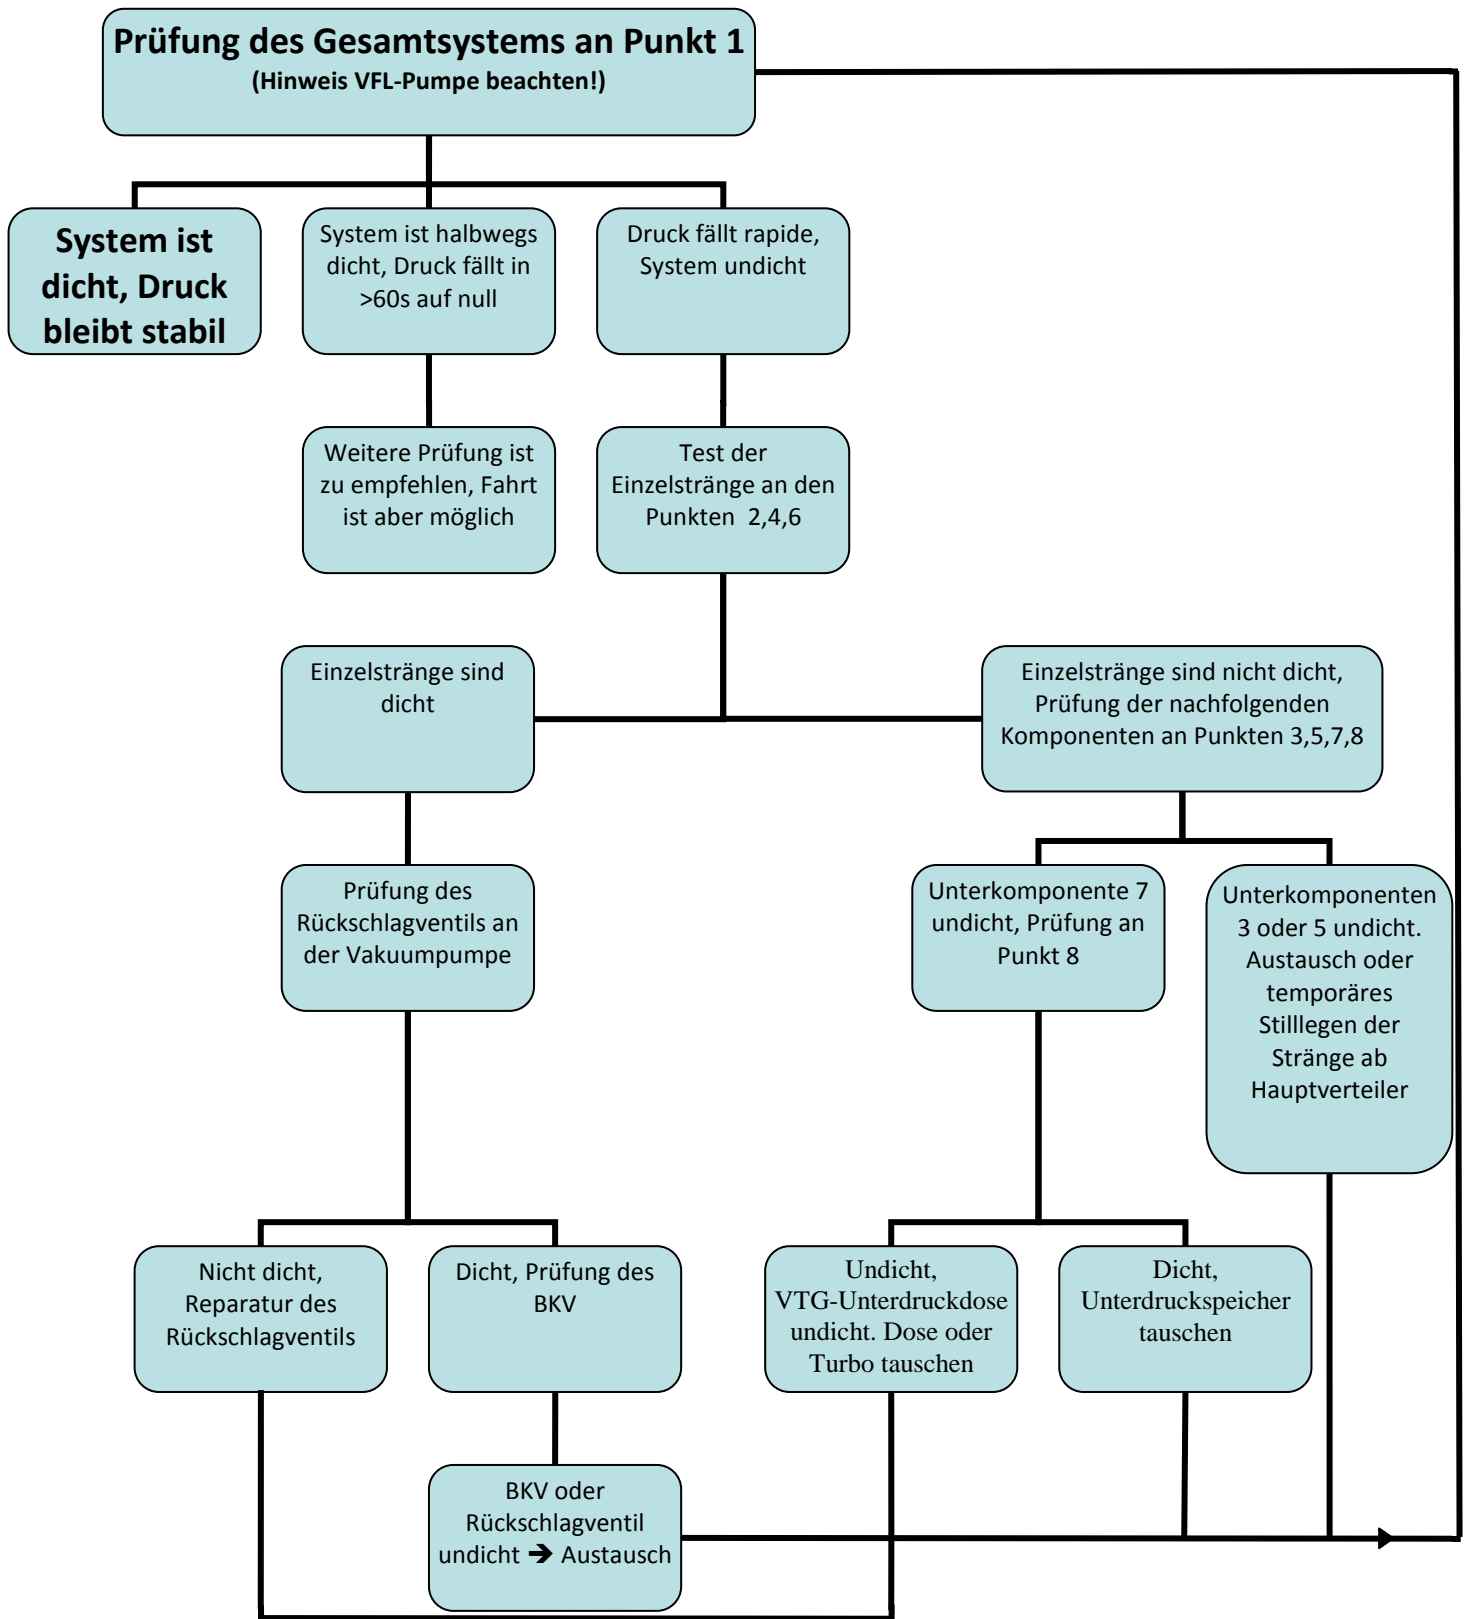 Prüfung des Gesamtsystems an Punkt 1
(Hinweis VFL-Pumpe beachten!)
System ist
dicht, Druck
bleibt stabil
System ist halbwegs
dicht, Druck fällt in
>60s auf null
Druck fällt rapide,
System undicht
Weitere Prüfung ist
zu empfehlen, Fahrt
ist aber möglich
Test der
Einzelstränge an den
Punkten 2,4,6
Einzelstränge sind
dicht
Einzelstränge sind nicht dicht,
Prüfung der nachfolgenden
Komponenten an Punkten 3,5,7,8
Prüfung des
Rückschlagventils an
der Vakuumpumpe
Unterkomponente 7
undicht, Prüfung an
Punkt 8
Unterkomponenten
3 oder 5 undicht.
Austausch oder
temporäres
Stilllegen der
Stränge ab
Hauptverteiler
Nicht dicht,
Reparatur des
Rückschlagventils
Dicht, Prüfung des
BKV
Undicht,
VTG-Unterdruckdose
undicht. Dose oder
Turbo tauschen
Dicht,
Unterdruckspeicher
tauschen
BKV oder
Rückschlagventil
undicht ➔ Austausch